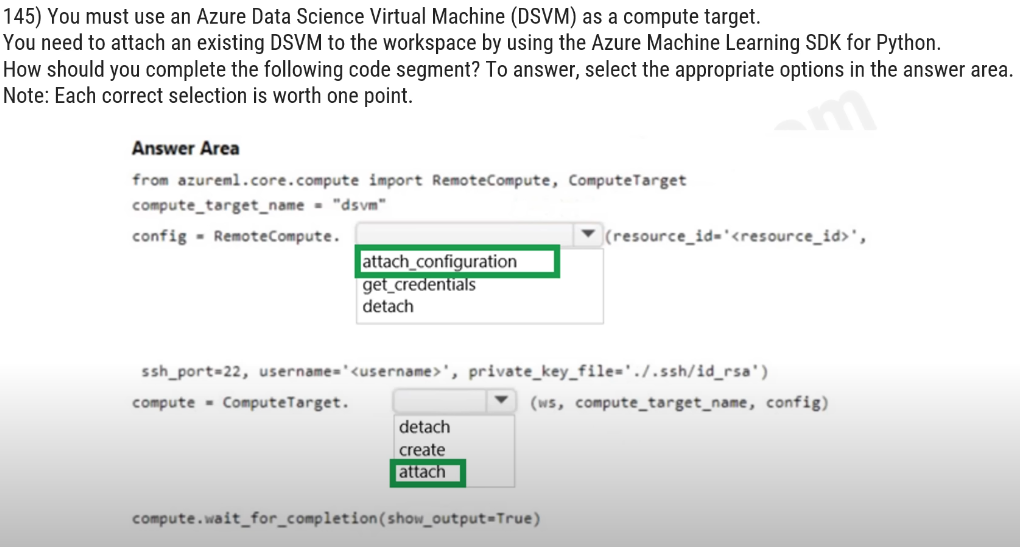 145) You must use an Azure Data Science Virtual Machine (DSVM) as a compute target.
You need to attach an existing DSVM to the workspace by using the Azure Machine Learning SDK for Python.
How should you complete the following code segment? To answer, select the appropriate options in the answer area.
Note: Each correct selection is worth one point.
om
Answer Area
from azureml.core.compute import RemoteCompute, ComputeTarget
compute_target_name = "dsvm"
config = RemoteCompute. (resource_id='<resource_id>',
attach_configuration
get_credentials
detach
ssh_port=22, username='<username>', private_key_file='./.ssh/id_rsa')
compute = ComputeTarget. (ws, compute_target_name, config)
detach
create
attach
compute.wait_for_completion(show_output=True)